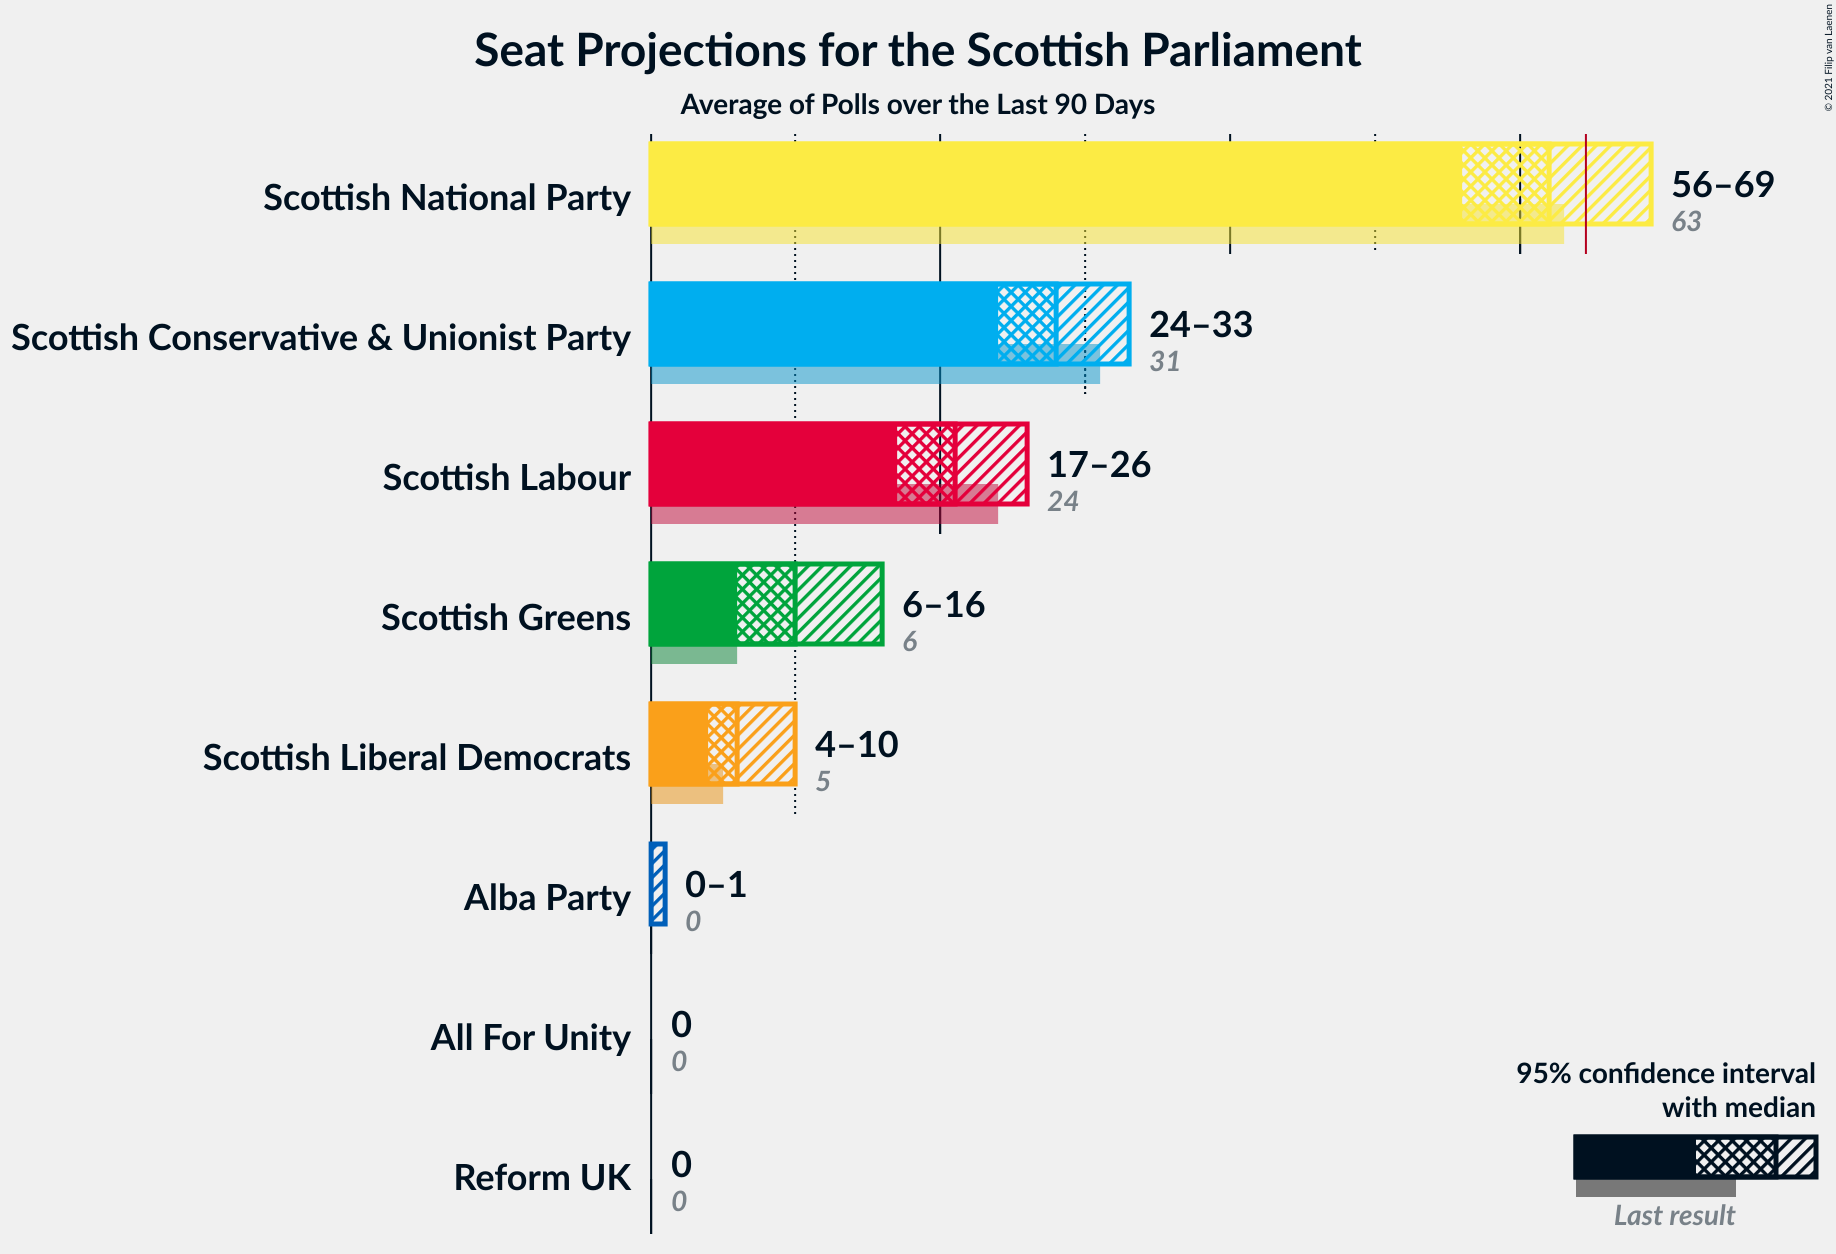 Seat Projections for the Scottish Parliament
Average of Polls over the Last 90 Days
© 2021 Filip van Laenen
Scottish National Party
56–69
63
Scottish Conservative & Unionist Party
24–33
31
Scottish Labour
17–26
24
Scottish Greens
6–16
6
Scottish Liberal Democrats
4–10
5
Alba Party
0–1
0
All For Unity
0
0
Reform UK
0
0
95% confidence interval
with median
Last result